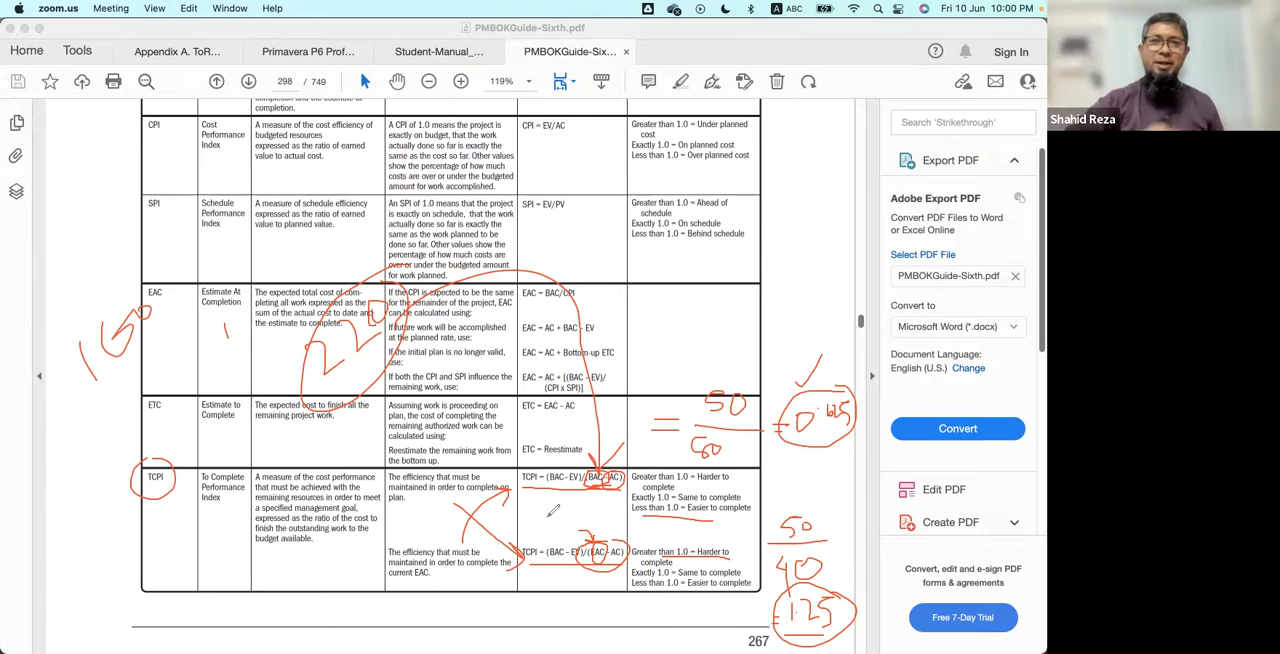 zoom.us Meeting View Edit Window Help
ABC
Fri 10 Jun 10:00 PM
PMBOKGuide-Sixth.pdf
Home Tools
Appendix A. ToR...
Primavera P6 Prof...
Student-Manual_...
PMBOKGuide-Six... ×
Sign In
298 / 749
119%
completion and the estimate at
completion.
CPI
Cost
Performance
Index
A measure of the cost efficiency of
budgeted resources
expressed as the ratio of earned
value to actual cost.
A CPI of 1.0 means the project is
exactly on budget, that the work
actually done so far is exactly the
same as the cost so far. Other values
show the percentage of how much
costs are over or under the budgeted
amount for work accomplished.
CPI = EV/AC
Greater than 1.0 = Under planned
cost
Exactly 1.0 = On planned cost
Less than 1.0 = Over planned cost
SPI
Schedule
Performance
Index
A measure of schedule efficiency
expressed as the ratio of earned
value to planned value.
An SPI of 1.0 means that the project
is exactly on schedule, that the work
actually done so far is exactly the
same as the work planned to be
done so far. Other values show the
percentage of how much costs are
over or under the budgeted amount
for work planned.
SPI = EV/PV
Greater than 1.0 = Ahead of
schedule
Exactly 1.0 = On schedule
Less than 1.0 = Behind schedule
EAC
Estimate At
Completion
The expected total cost of com-
pleting all work expressed as the
sum of the actual cost to date and
the estimate to complete.
If the CPI is expected to be the same
for the remainder of the project, EAC
can be calculated using:
If future work will be accomplished
at the planned rate, use:
If the initial plan is no longer valid,
use:
If both the CPI and SPI influence the
remaining work, use:
EAC = BAC/CPI
EAC = AC + BAC - EV
EAC = AC + Bottom-up ETC
EAC = AC + [(BAC - EV)/
(CPI x SPI)]
220
ETC
Estimate to
Complete
The expected cost to finish all the
remaining project work.
Assuming work is proceeding on
plan, the cost of completing the
remaining authorized work can be
calculated using:
Reestimate the remaining work from
the bottom up.
ETC = EAC - AC
ETC = Reestimate
= 50
TCPI
To Complete
Performance
Index
A measure of the cost performance
that must be achieved with the
remaining resources in order to meet
a specified management goal,
expressed as the ratio of the cost to
finish the outstanding work to the
budget available.
The efficiency that must be
maintained in order to complete on
plan.
TCPI = (BAC-EV)/(BAC-AC)
Greater than 1.0 = Harder to
complete
Exactly 1.0 = Same to complete
Less than 1.0 = Easier to complete
The efficiency that must be
maintained in order to complete the
current EAC.
TCPI = (BAC - EV)/(EAC-AC)
Greater than 1.0 = Harder to
complete
Exactly 1.0 = Same to complete
Less than 1.0 = Easier to complete
50
40
= 1.25
267
Search 'Strikethrough'
Export PDF
Adobe Export PDF
Convert PDF Files to Word
or Excel Online
Select PDF File
PMBOKGuide-Sixth.pdf
Convert to
Microsoft Word (*.docx)
Document Language:
English (U.S.) Change
Convert
Edit PDF
Create PDF
Convert, edit and e-sign PDF
forms & agreements
Free 7-Day Trial
Shahid Reza